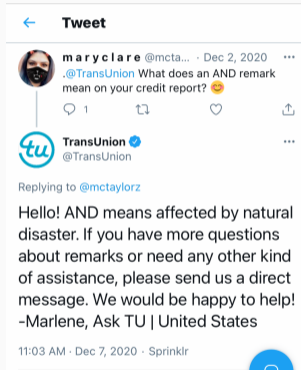 Tweet
m a r y c l a r e @mcta... · Dec 2, 2020
.@TransUnion What does an AND remark
mean on your credit report? 😊
1
tu
TransUnion
@TransUnion
Replying to @mctaylorz
Hello! AND means affected by natural
disaster. If you have more questions
about remarks or need any other kind
of assistance, please send us a direct
message. We would be happy to help!
-Marlene, Ask TU | United States
11:03 AM · Dec 7, 2020 · Sprinklr